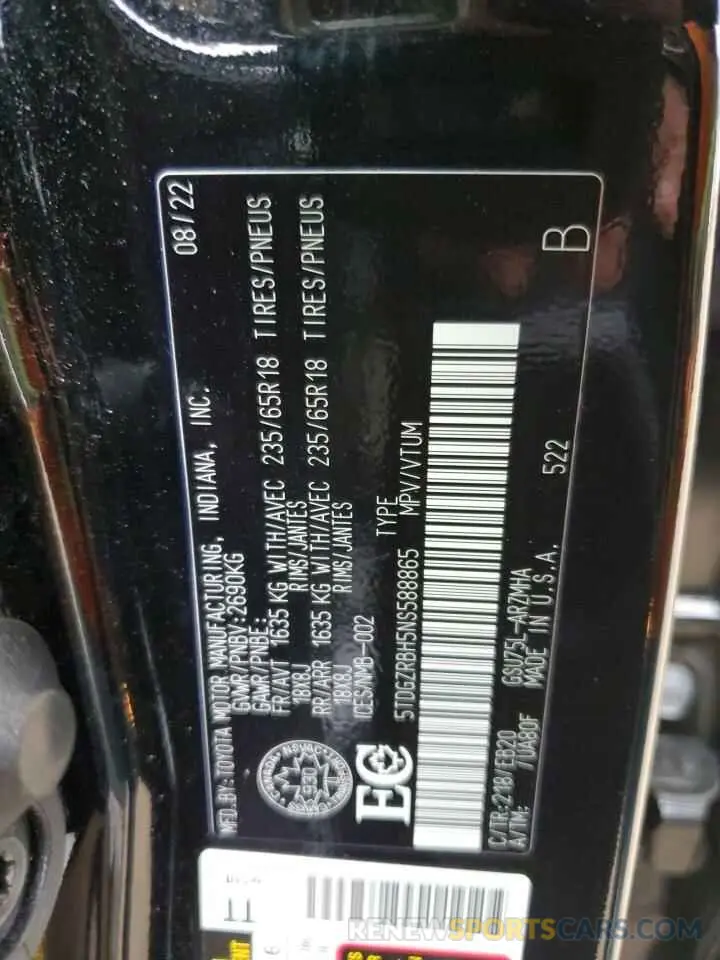 MFD. BY: TOYOTA MOTOR MANUFACTURING, INDIANA, INC. 08/22
GVWR/PNBV: 2690KG
GAWR/PNBE:
FR/AVT 1635 KG WITH/AVEC 235/65R18 TIRES/PNEUS
18X8J RIMS/JANTES
RR/ARR 1635 KG WITH/AVEC 235/65R18 TIRES/PNEUS
18X8J RIMS/JANTES
ICES/NMB-002
930
EC
5TDGZRBH5NS588865 TYPE MPV/VTUM
C/TR: 218/EB20 GSU75L-ARZMHA
A/TM: /UA80F MADE IN U.S.A. 522
B
11
RENEWSPORTSCARS.COM